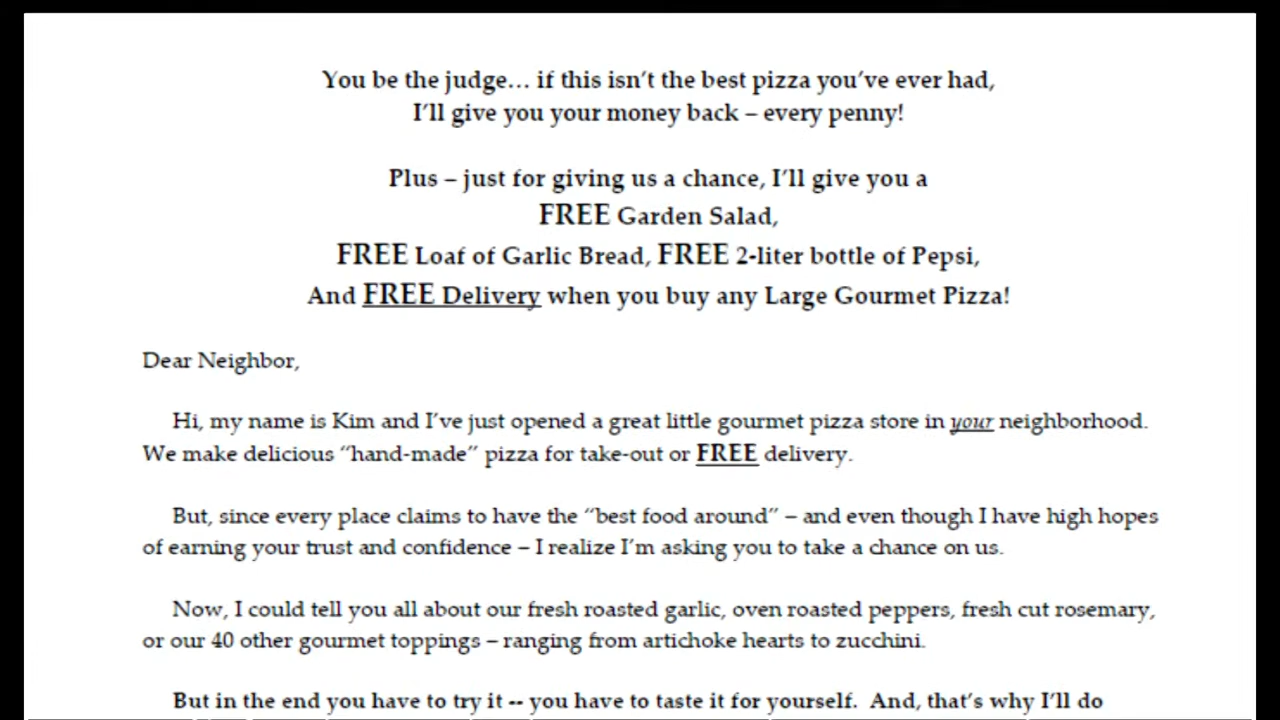 You be the judge… if this isn't the best pizza you've ever had,
I'll give you your money back – every penny!
Plus – just for giving us a chance, I'll give you a
FREE Garden Salad,
FREE Loaf of Garlic Bread, FREE 2-liter bottle of Pepsi,
And FREE Delivery when you buy any Large Gourmet Pizza!
Dear Neighbor,
Hi, my name is Kim and I've just opened a great little gourmet pizza store in your neighborhood.
We make delicious "hand-made" pizza for take-out or FREE delivery.
But, since every place claims to have the "best food around" – and even though I have high hopes
of earning your trust and confidence – I realize I'm asking you to take a chance on us.
Now, I could tell you all about our fresh roasted garlic, oven roasted peppers, fresh cut rosemary,
or our 40 other gourmet toppings – ranging from artichoke hearts to zucchini.
But in the end you have to try it -- you have to taste it for yourself. And, that's why I'll do